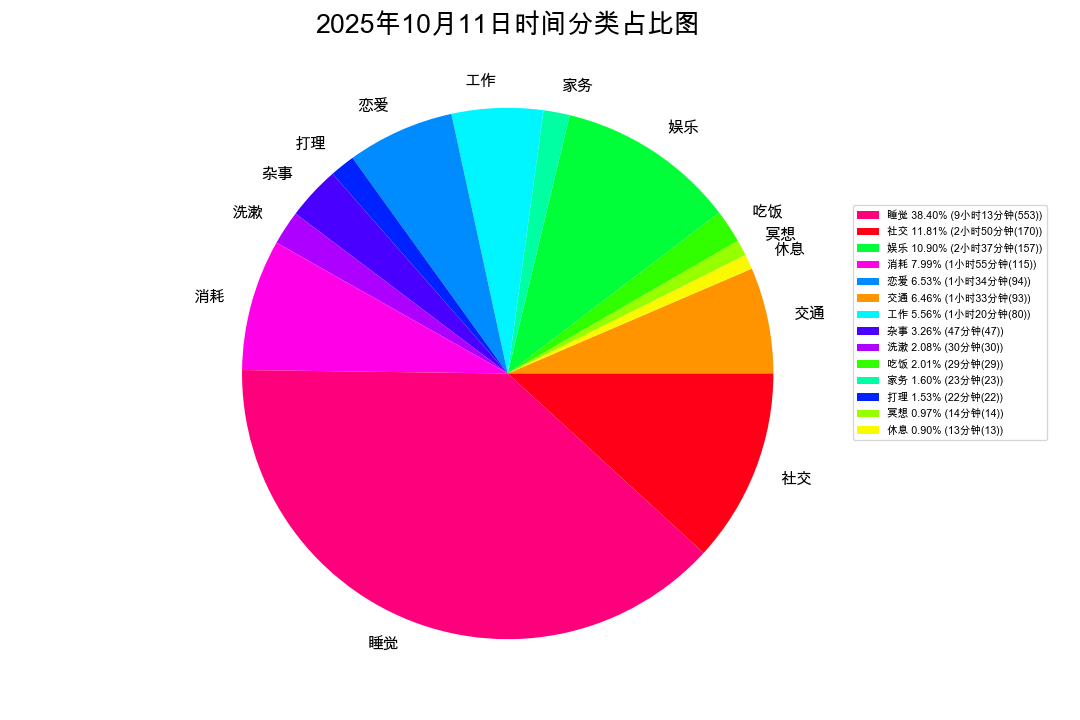 2025年10月11日时间分类占比图
工作
家务
恋爱
娱乐
打理
杂事
洗漱
吃饭
冥想
休息
消耗
交通
社交
睡觉
睡觉 38.40% (9小时13分钟(553))
社交 11.81% (2小时50分钟(170))
娱乐 10.90% (2小时37分钟(157))
消耗 7.99% (1小时55分钟(115))
恋爱 6.53% (1小时34分钟(94))
交通 6.46% (1小时33分钟(93))
工作 5.56% (1小时20分钟(80))
杂事 3.26% (47分钟(47))
洗漱 2.08% (30分钟(30))
吃饭 2.01% (29分钟(29))
家务 1.60% (23分钟(23))
打理 1.53% (22分钟(22))
冥想 0.97% (14分钟(14))
休息 0.90% (13分钟(13))